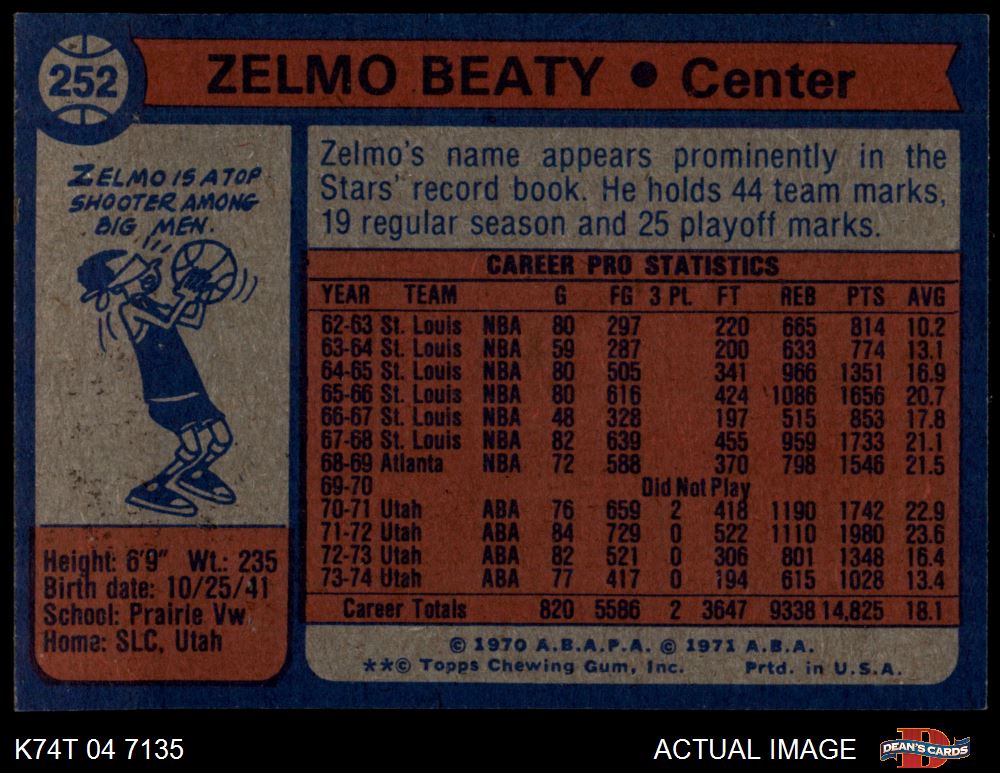 252
ZELMO BEATY • Center
ZELMO IS A TOP
SHOOTER AMONG
BIG MEN.
Zelmo's name appears prominently in the
Stars' record book. He holds 44 team marks,
19 regular season and 25 playoff marks.
CAREER PRO STATISTICS
YEAR TEAM G FG 3 PL FT REB PTS AVG
62-63 St. Louis NBA 80 297 220 665 814 10.2
63-64 St. Louis NBA 59 287 200 633 774 13.1
64-65 St. Louis NBA 80 505 341 966 1351 16.9
65-66 St. Louis NBA 80 616 424 1086 1656 20.7
66-67 St. Louis NBA 48 328 197 515 853 17.8
67-68 St. Louis NBA 82 639 455 959 1733 21.1
68-69 Atlanta NBA 72 588 370 798 1546 21.5
69-70 Did Not Play
70-71 Utah ABA 76 659 2 418 1190 1742 22.9
71-72 Utah ABA 84 729 0 522 1110 1980 23.6
72-73 Utah ABA 82 521 0 306 801 1348 16.4
73-74 Utah ABA 77 417 0 194 615 1028 13.4
Career Totals 820 5586 2 3647 9338 14,825 18.1
Height: 6'9" Wt.: 235
Birth date: 10/25/41
School: Prairie Vw
Home: SLC, Utah
© 1970 A.B.A.P.A. © 1971 A.B.A.
**© Topps Chewing Gum, Inc. Prtd. in U.S.A.
K74T 04 7135
ACTUAL IMAGE
DEAN'S CARDS